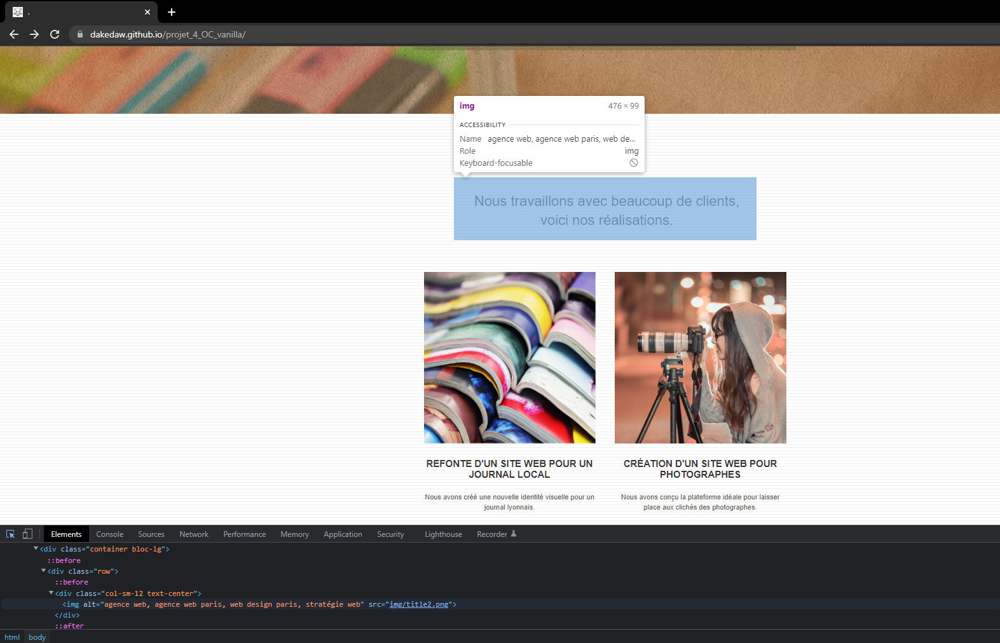 .
dakedaw.github.io/projet_4_OC_vanilla/
img 476 × 99
ACCESSIBILITY
Name agence web, agence web paris, web de...
Role img
Keyboard-focusable
Nous travaillons avec beaucoup de clients,
voici nos réalisations.
REFONTE D'UN SITE WEB POUR UN
JOURNAL LOCAL
Nous avons créé une nouvelle identité visuelle pour un
journal lyonnais.
CRÉATION D'UN SITE WEB POUR
PHOTOGRAPHES
Nous avons conçu la plateforme idéale pour laisser
place aux clichés des photographes.
Elements Console Sources Network Performance Memory Application Security Lighthouse Recorder
<div class="container bloc-lg">
::before
<div class="row">
::before
<div class="col-sm-12 text-center">
<img alt="agence web, agence web paris, web design paris, stratégie web" src="img/title2.png">
</div>
::after
html body